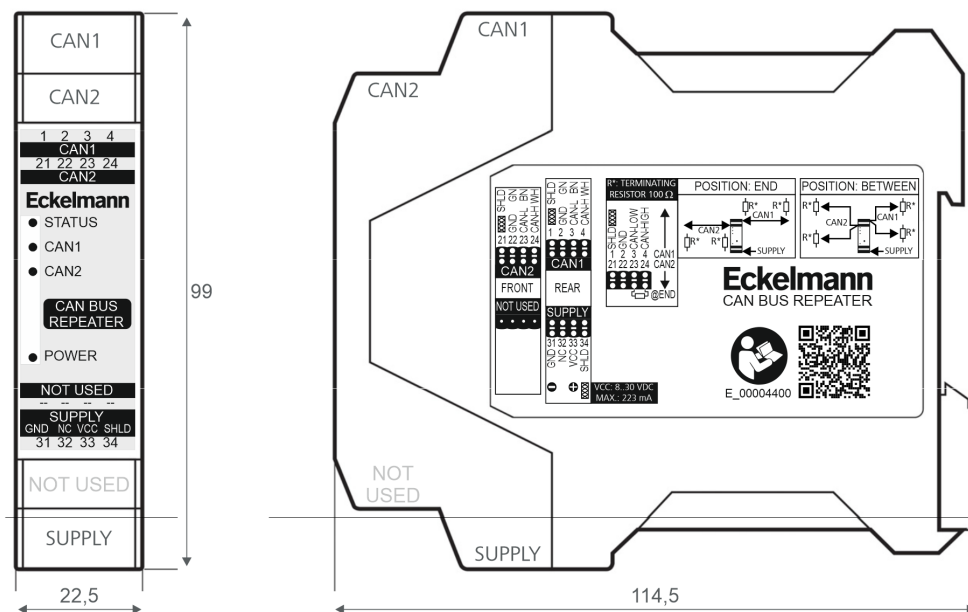 CAN1
CAN2
1 2 3 4
CAN1
21 22 23 24
CAN2
Eckelmann
STATUS
CAN1
CAN2
CAN BUS
REPEATER
POWER
NOT USED
-- -- -- --
SUPPLY
GND NC VCC SHLD
31 32 33 34
NOT USED
SUPPLY
22,5
99
CAN1
CAN2
SHLD
GND GN
CAN-L BN
CAN-H WH
21 22 23 24
CAN2
FRONT
NOT USED
SHLD
GND GN
CAN-L BN
CAN-H WH
1 2 3 4
CAN1
REAR
SUPPLY
31 32 33 34
GND
NC
VCC
SHLD
VCC: 8..30 VDC
MAX.: 223 mA
R*: TERMINATING
RESISTOR 100 Ω
SHLD
GND
CAN-LOW
CAN-HIGH
1 2 3 4 CAN1
21 22 23 24 CAN2
@END
POSITION: END
R* R*
CAN1
CAN2
R* R*
SUPPLY
POSITION: BETWEEN
R* R*
CAN2 CAN1
R* R*
SUPPLY
Eckelmann
CAN BUS REPEATER
E_00004400
NOT
USED
SUPPLY
114,5